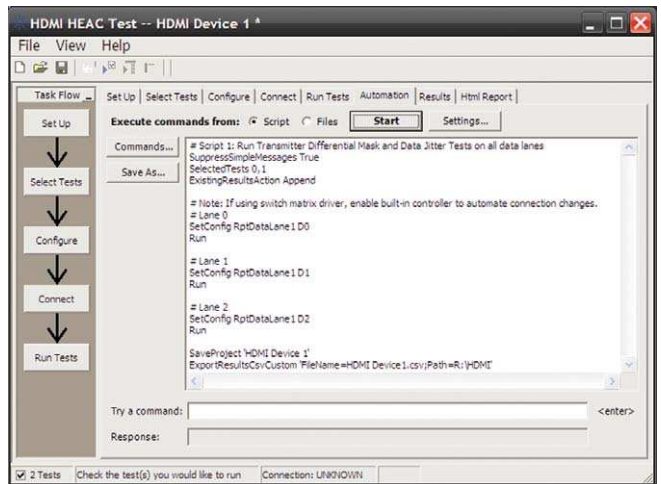 HDMI HEAC Test -- HDMI Device 1 *
File View Help
Task Flow
Set Up
Select Tests
Configure
Connect
Run Tests
Set Up Select Tests Configure Connect Run Tests Automation Results Html Report
Execute commands from: Script Files Start Settings...
Commands...
Save As...
# Script 1: Run Transmitter Differential Mask and Data Jitter Tests on all data lanes
SuppressSimpleMessages True
SelectedTests 0,1
ExistingResultsAction Append
# Note: If using switch matrix driver, enable built-in controller to automate connection changes.
# Lane 0
SetConfig RptDataLane1 D0
Run
# Lane 1
SetConfig RptDataLane1 D1
Run
# Lane 2
SetConfig RptDataLane1 D2
Run
SaveProject 'HDMI Device 1'
ExportResultsCsvCustom 'FileName=HDMI Device1.csv;Path=R:\HDMI'
Try a command: <enter>
Response:
2 Tests Check the test(s) you would like to run Connection: UNKNOWN